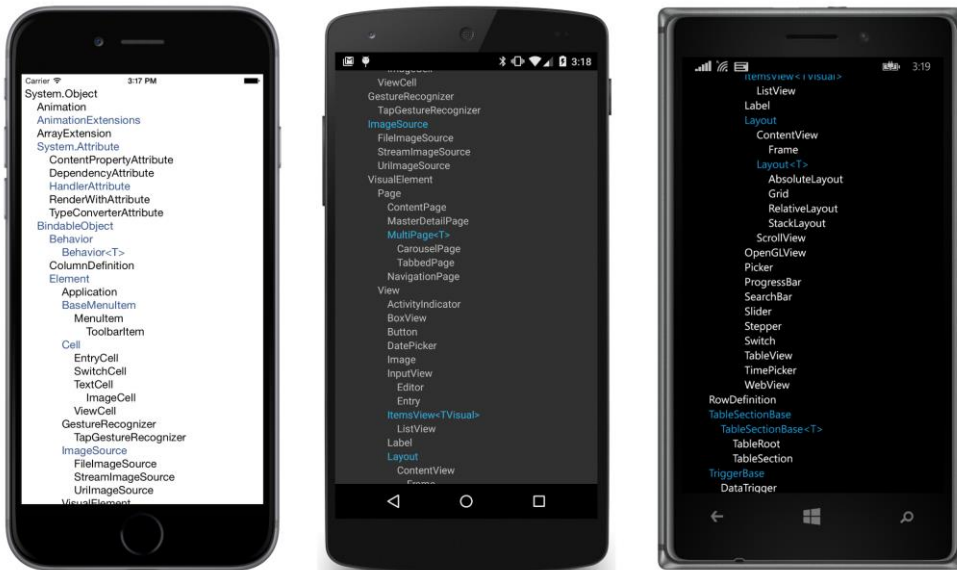 Carrier 3:17 PM
System.Object
Animation
AnimationExtensions
ArrayExtension
System.Attribute
ContentPropertyAttribute
DependencyAttribute
HandlerAttribute
RenderWithAttribute
TypeConverterAttribute
BindableObject
Behavior
Behavior<T>
ColumnDefinition
Element
Application
BaseMenuItem
MenuItem
ToolbarItem
Cell
EntryCell
SwitchCell
TextCell
ImageCell
ViewCell
GestureRecognizer
TapGestureRecognizer
ImageSource
FileImageSource
StreamImageSource
UriImageSource
VisualElement
3:18
ImageCell
ViewCell
GestureRecognizer
TapGestureRecognizer
ImageSource
FileImageSource
StreamImageSource
UriImageSource
VisualElement
Page
ContentPage
MasterDetailPage
MultiPage<T>
CarouselPage
TabbedPage
NavigationPage
View
ActivityIndicator
BoxView
Button
DatePicker
Image
InputView
Editor
Entry
ItemsView<TVisual>
ListView
Label
Layout
ContentView
Frame
3:19
ItemsView<TVisual>
ListView
Label
Layout
ContentView
Frame
Layout<T>
AbsoluteLayout
Grid
RelativeLayout
StackLayout
ScrollView
OpenGLView
Picker
ProgressBar
SearchBar
Slider
Stepper
Switch
TableView
TimePicker
WebView
RowDefinition
TableSectionBase
TableSectionBase<T>
TableRoot
TableSection
TriggerBase
DataTrigger